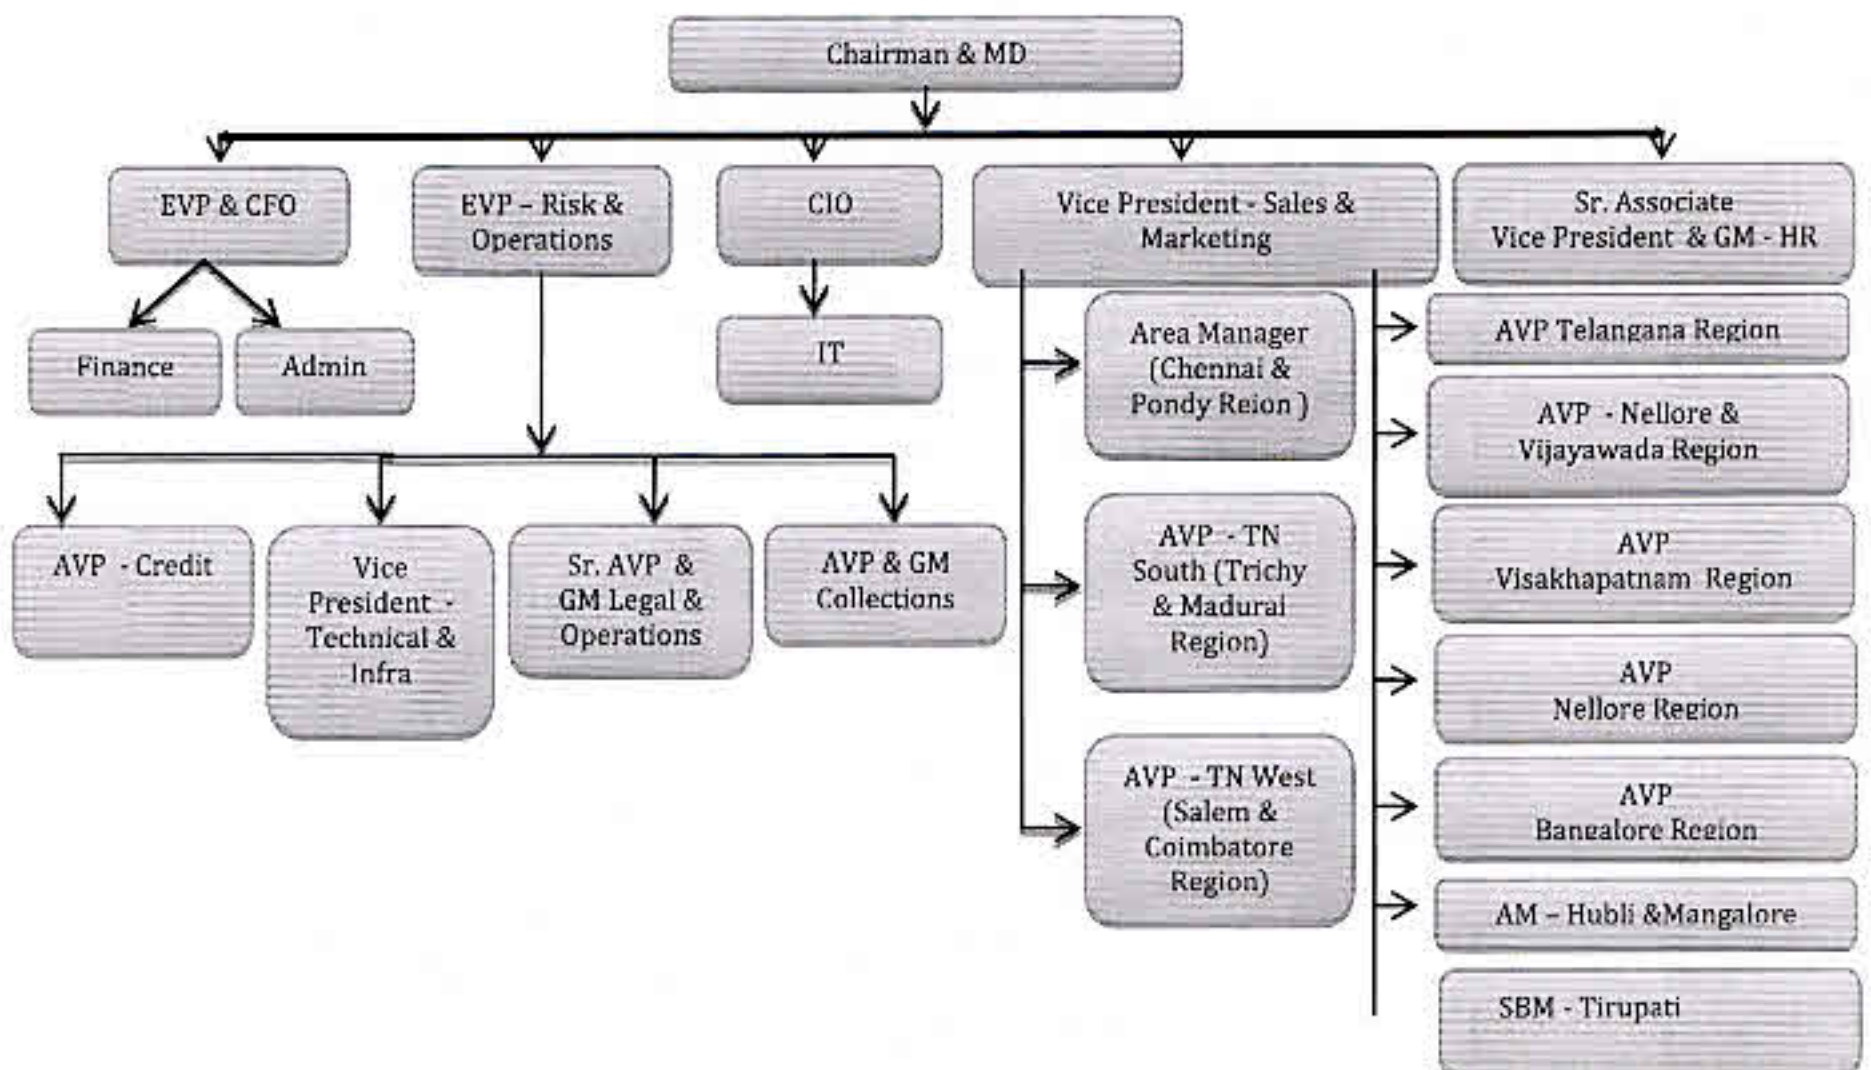 Chairman & MD
EVP & CFO
EVP – Risk &
Operations
CIO
Vice President - Sales &
Marketing
Sr. Associate
Vice President & GM - HR
Finance
Admin
IT
AVP - Credit
Vice
President -
Technical &
Infra
Sr. AVP &
GM Legal &
Operations
AVP & GM
Collections
Area Manager
(Chennai &
Pondy Reion )
AVP - TN
South (Trichy
& Madurai
Region)
AVP - TN West
(Salem &
Coimbatore
Region)
AVP Telangana Region
AVP - Nellore &
Vijayawada Region
AVP
Visakhapatnam Region
AVP
Nellore Region
AVP
Bangalore Region
AM – Hubli &Mangalore
SBM - Tirupati